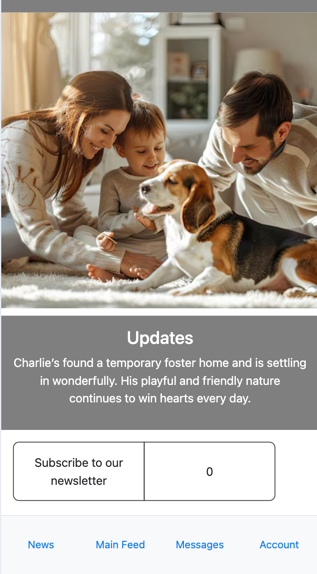 Updates
Charlie's found a temporary foster home and is settling
in wonderfully. His playful and friendly nature
continues to win hearts every day.
Subscribe to our
newsletter
0
News
Main Feed
Messages
Account